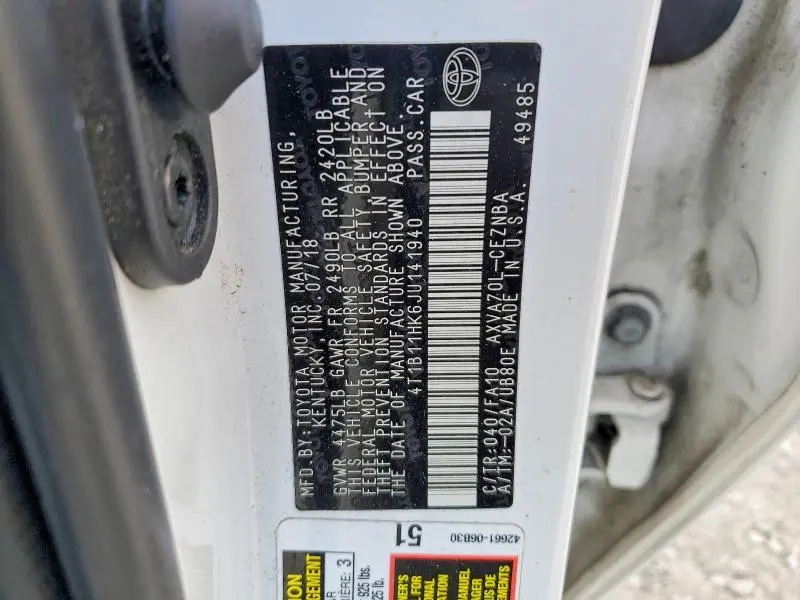 MFD.BY:TOYOTA MOTOR MANUFACTURING,
KENTUCKY, INC. 07/18
GVWR 4475LB GAWR FR 2490LB RR 2420LB
THIS VEHICLE CONFORMS TO ALL APPLICABLE
FEDERAL MOTOR VEHICLE SAFETY, BUMPER, AND
THEFT PREVENTION STANDARDS IN EFFECT ON
THE DATE OF MANUFACTURE SHOWN ABOVE.
4T1B11HK6JU141940 PASS.CAR
C/TR:040/FA10 AXVA70L-CEZNBA
A/TM:-02A/UB80E MADE IN U.S.A. 49485
51
42661-06B30
3
925 lbs.